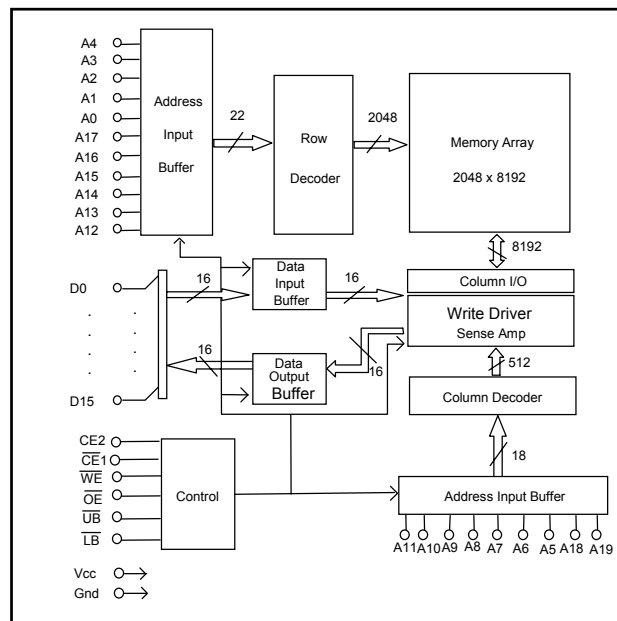 A4
A3
A2
A1
A0
A17
A16
A15
A14
A13
A12
Address
Input
Buffer
22
Row
Decoder
2048
Memory Array
2048 x 8192
8192
D0
.
.
.
.
D15
16
Data
Input
Buffer
16
Column I/O
Write Driver
Sense Amp
16
Data
Output
Buffer
16
512
Column Decoder
18
CE2
CE1
WE
OE
UB
LB
Control
Address Input Buffer
A11 A10 A9 A8 A7 A6 A5 A18 A19
Vcc
Gnd